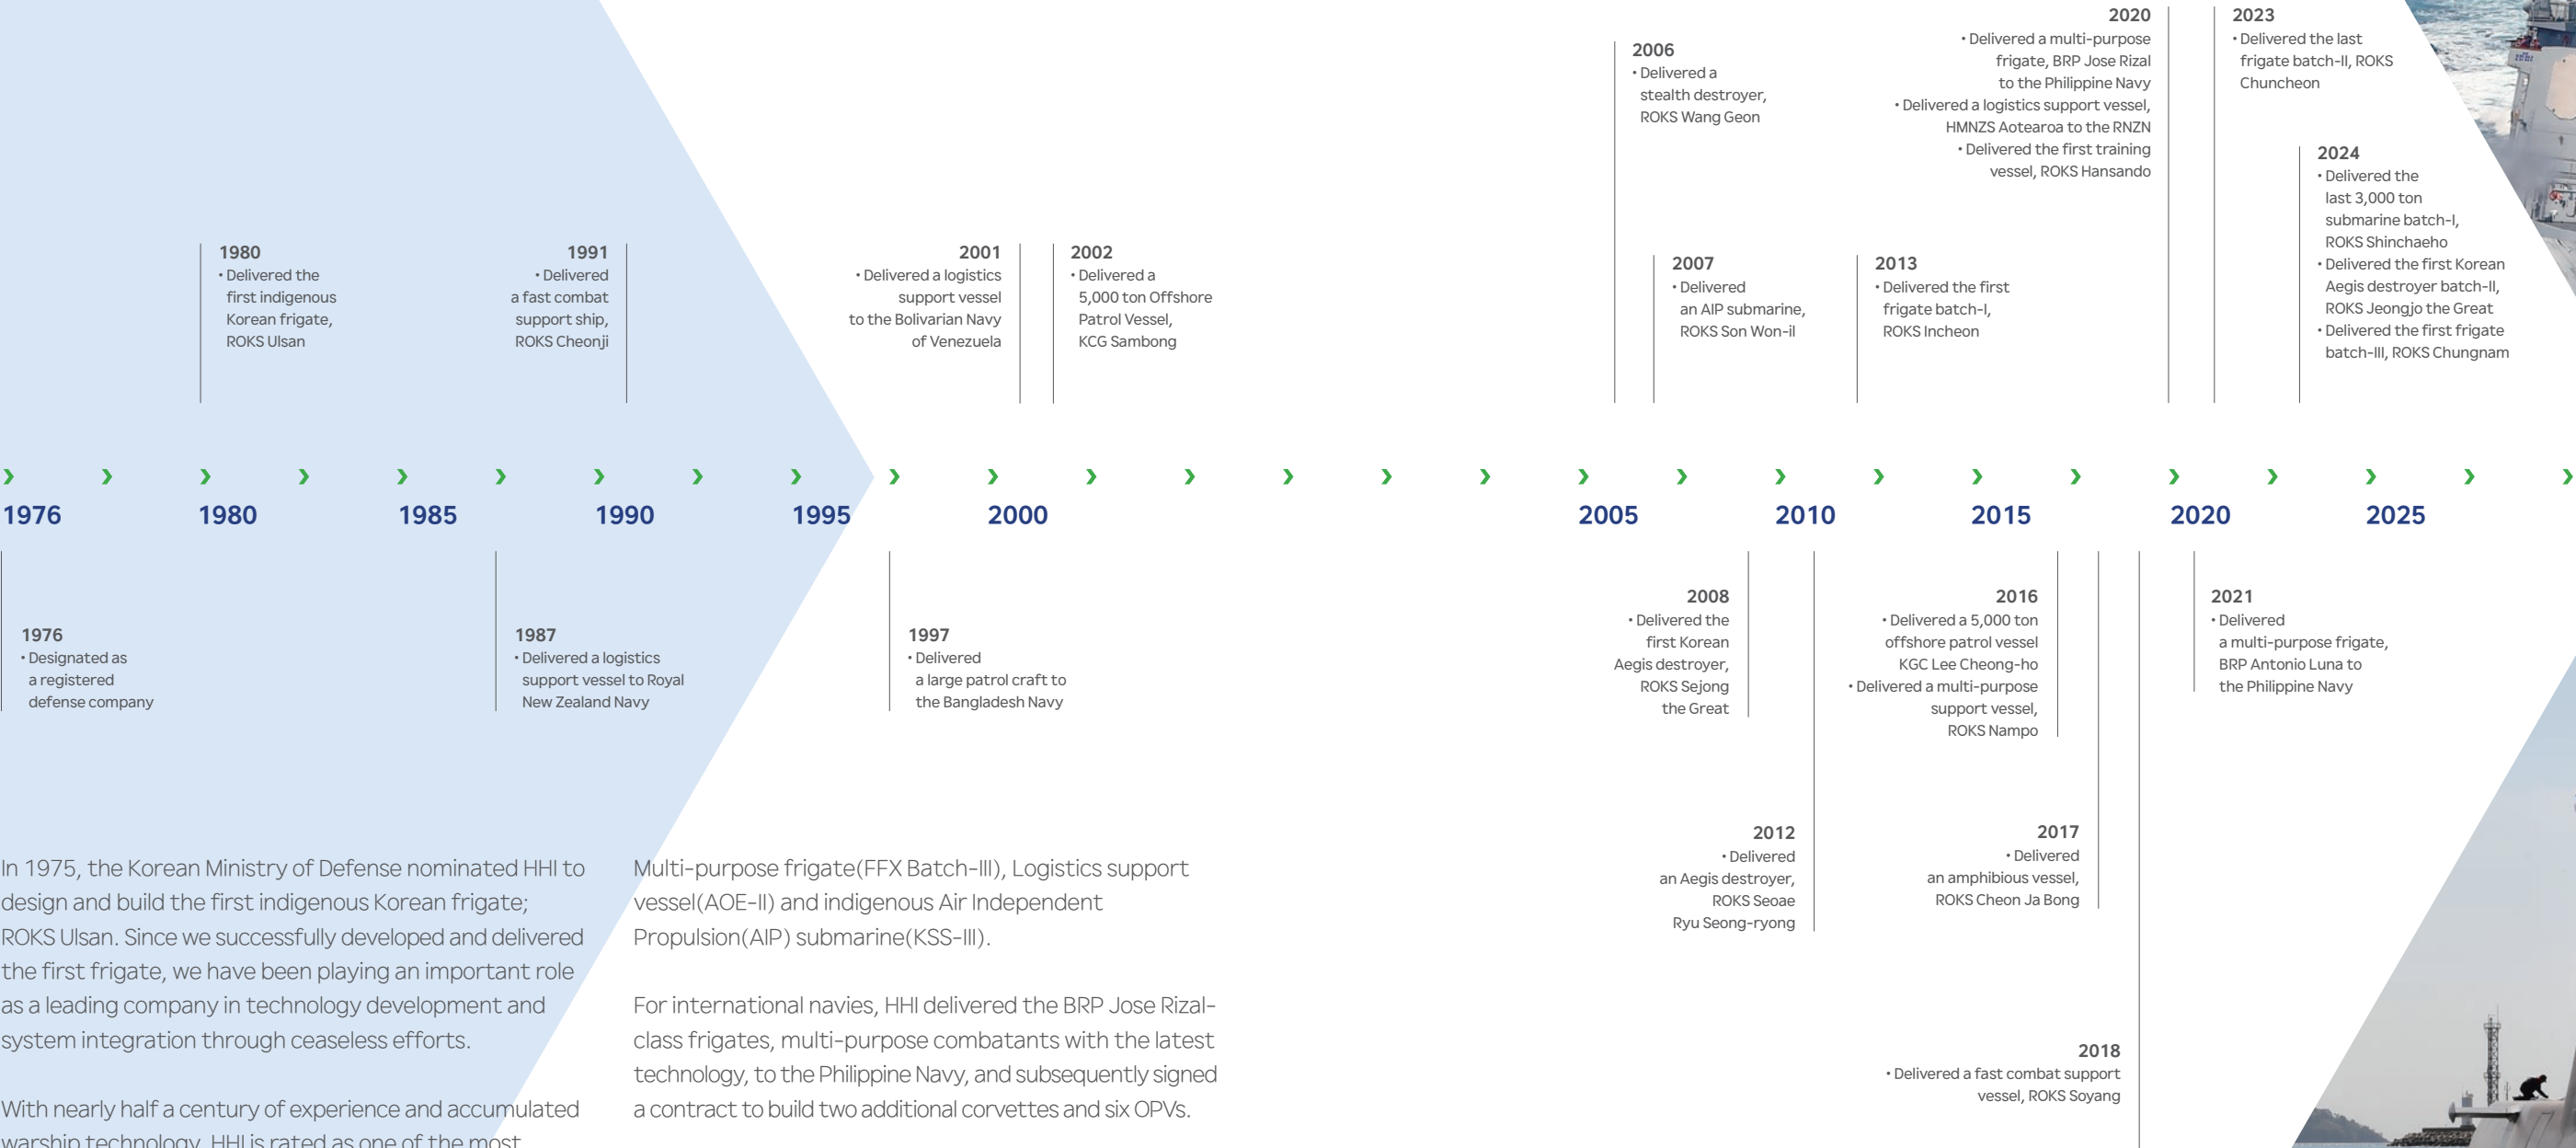 2006
• Delivered a
stealth destroyer,
ROKS Wang Geon
2020
• Delivered a multi-purpose
frigate, BRP Jose Rizal
to the Philippine Navy
• Delivered a logistics support vessel,
HMNZS Aotearoa to the RNZN
• Delivered the first training
vessel, ROKS Hansando
2023
• Delivered the last
frigate batch-II, ROKS
Chuncheon
2024
• Delivered the
last 3,000 ton
submarine batch-I,
ROKS Shinchaeho
• Delivered the first Korean
Aegis destroyer batch-II,
ROKS Jeongjo the Great
• Delivered the first frigate
batch-III, ROKS Chungnam
1980
• Delivered the
first indigenous
Korean frigate,
ROKS Ulsan
1991
• Delivered
a fast combat
support ship,
ROKS Cheonji
2001
• Delivered a logistics
support vessel
to the Bolivarian Navy
of Venezuela
2002
• Delivered a
5,000 ton Offshore
Patrol Vessel,
KCG Sambong
2007
• Delivered
an AIP submarine,
ROKS Son Won-il
2013
• Delivered the first
frigate batch-I,
ROKS Incheon
1976 1980 1985 1990 1995 2000 2005 2010 2015 2020 2025
1976
• Designated as
a registered
defense company
1987
• Delivered a logistics
support vessel to Royal
New Zealand Navy
1997
• Delivered
a large patrol craft to
the Bangladesh Navy
2008
• Delivered the
first Korean
Aegis destroyer,
ROKS Sejong
the Great
2016
• Delivered a 5,000 ton
offshore patrol vessel
KGC Lee Cheong-ho
• Delivered a multi-purpose
support vessel,
ROKS Nampo
2021
• Delivered
a multi-purpose frigate,
BRP Antonio Luna to
the Philippine Navy
2012
• Delivered
an Aegis destroyer,
ROKS Seoae
Ryu Seong-ryong
2017
• Delivered
an amphibious vessel,
ROKS Cheon Ja Bong
2018
• Delivered a fast combat support
vessel, ROKS Soyang
In 1975, the Korean Ministry of Defense nominated HHI to
design and build the first indigenous Korean frigate;
ROKS Ulsan. Since we successfully developed and delivered
the first frigate, we have been playing an important role
as a leading company in technology development and
system integration through ceaseless efforts.
With nearly half a century of experience and accumulated
warship technology, HHI is rated as one of the most
Multi-purpose frigate(FFX Batch-III), Logistics support
vessel(AOE-II) and indigenous Air Independent
Propulsion(AIP) submarine(KSS-III).
For international navies, HHI delivered the BRP Jose Rizal-
class frigates, multi-purpose combatants with the latest
technology, to the Philippine Navy, and subsequently signed
a contract to build two additional corvettes and six OPVs.